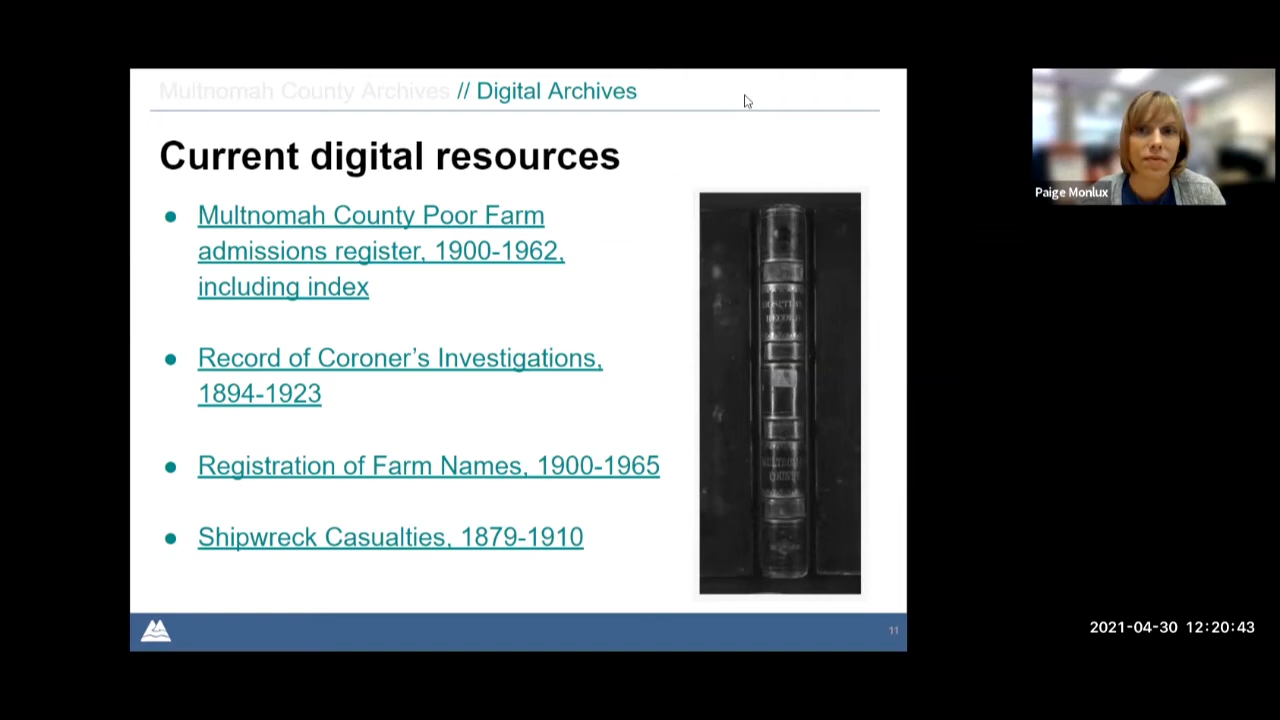 Multnomah County Archives // Digital Archives
Current digital resources
● Multnomah County Poor Farm
admissions register, 1900-1962,
including index
● Record of Coroner’s Investigations,
1894-1923
● Registration of Farm Names, 1900-1965
● Shipwreck Casualties, 1879-1910
COUNTY
11
Paige Monlux
2021-04-30 12:20:43